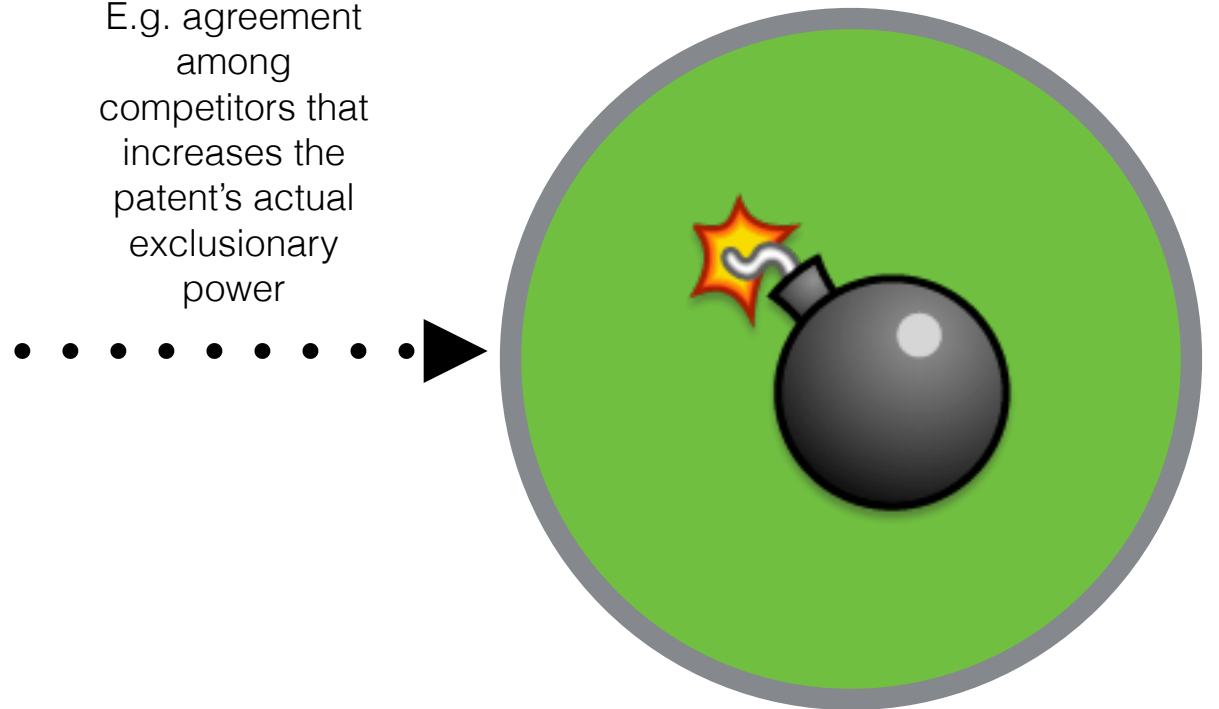 E.g. agreement
among
competitors that
increases the
patent’s actual
exclusionary
power